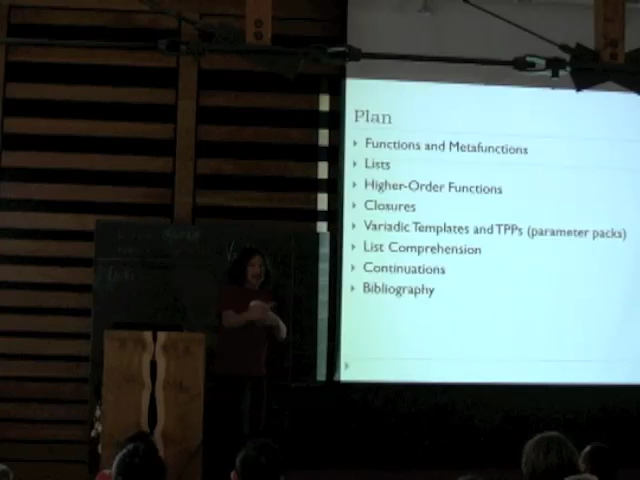 Plan
Functions and Metafunctions
Lists
Higher-Order Functions
Closures
Variadic Templates and TPPs (parameter packs)
List Comprehension
Continuations
Bibliography